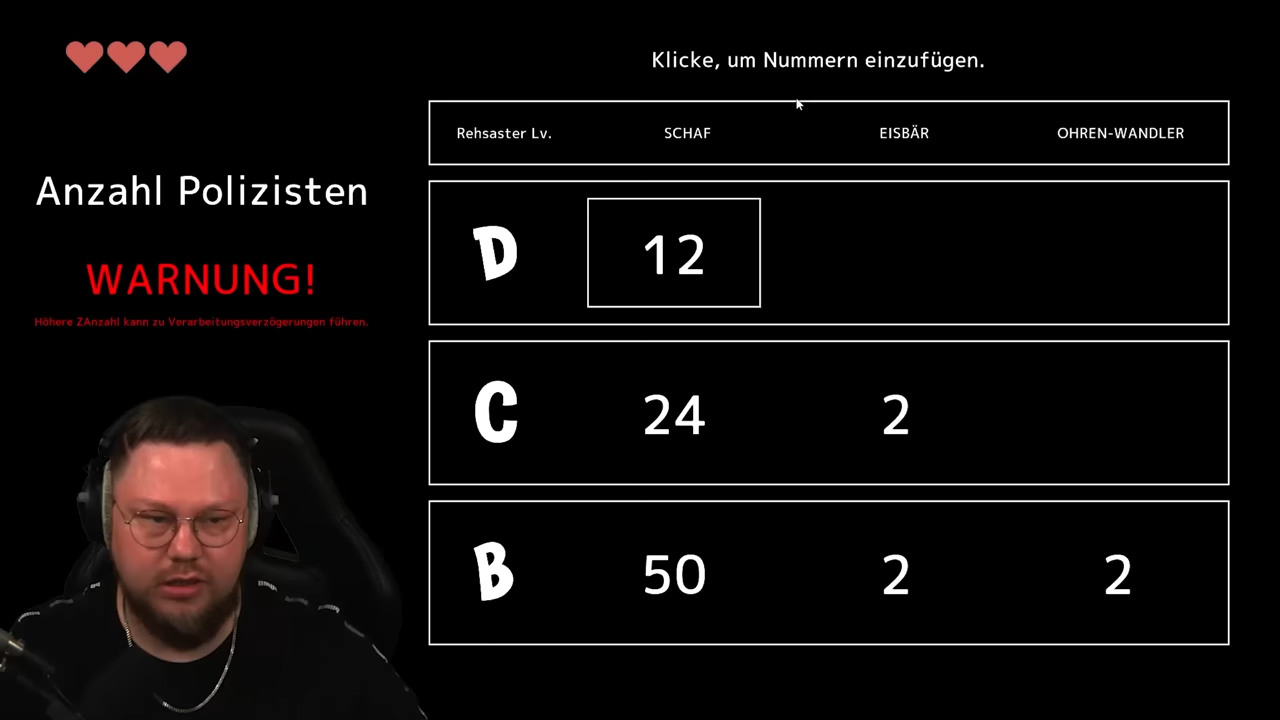 Klicke, um Nummern einzufügen.
Rehsaster Lv. SCHAF EISBÄR OHREN-WANDLER
Anzahl Polizisten
WARNUNG!
Höhere ZAnzahl kann zu Verarbeitungsverzögerungen führen.
D 12
C 24 2
B 50 2 2